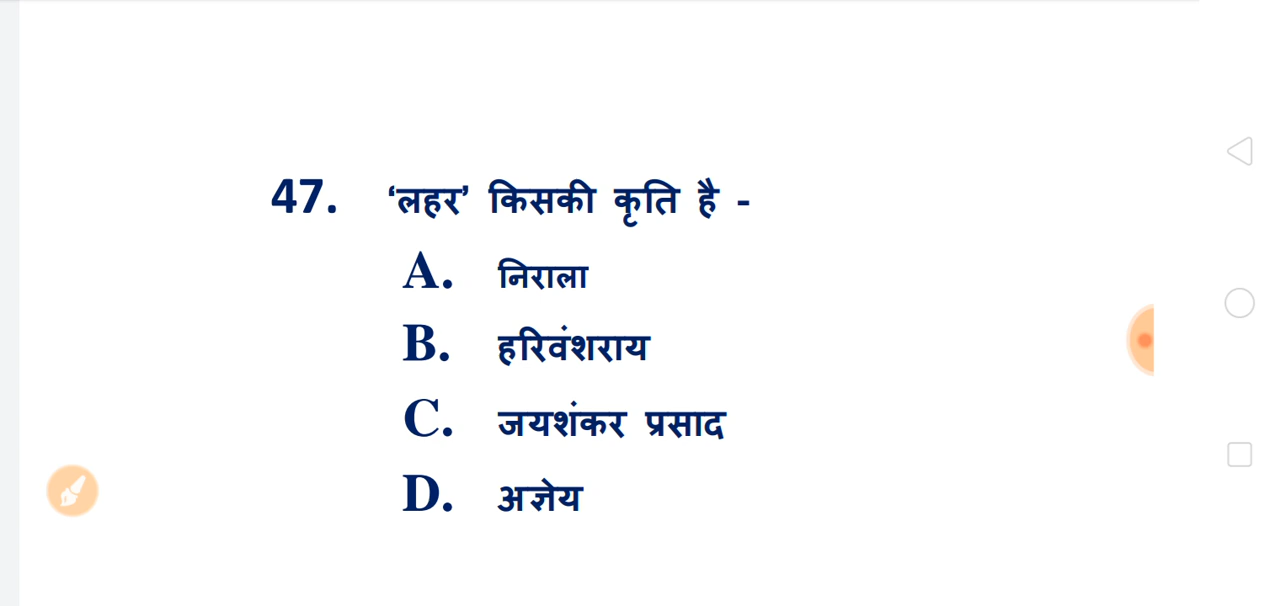 47. ‘लहर’ किसकी कृति है -
A. निराला
B. हरिवंशराय
C. जयशंकर प्रसाद
D. अज्ञेय